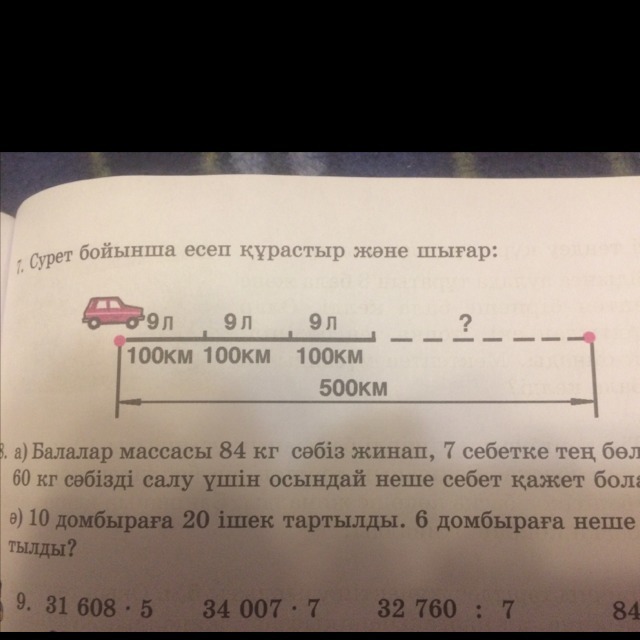 7. Сурет бойынша есеп құрастыр және шығар:
9л 9л 9л ?
100км 100км 100км
500км
8. а) Балалар массасы 84 кг сәбіз жинап, 7 себетке тең
60 кг сәбізді салу үшін осындай неше себет қажет
ә) 10 домбыраға 20 ішек тартылды. 6 домбыраға неше
тылды?
9. 31 608 · 5 34 007 · 7 32 760 : 7 84